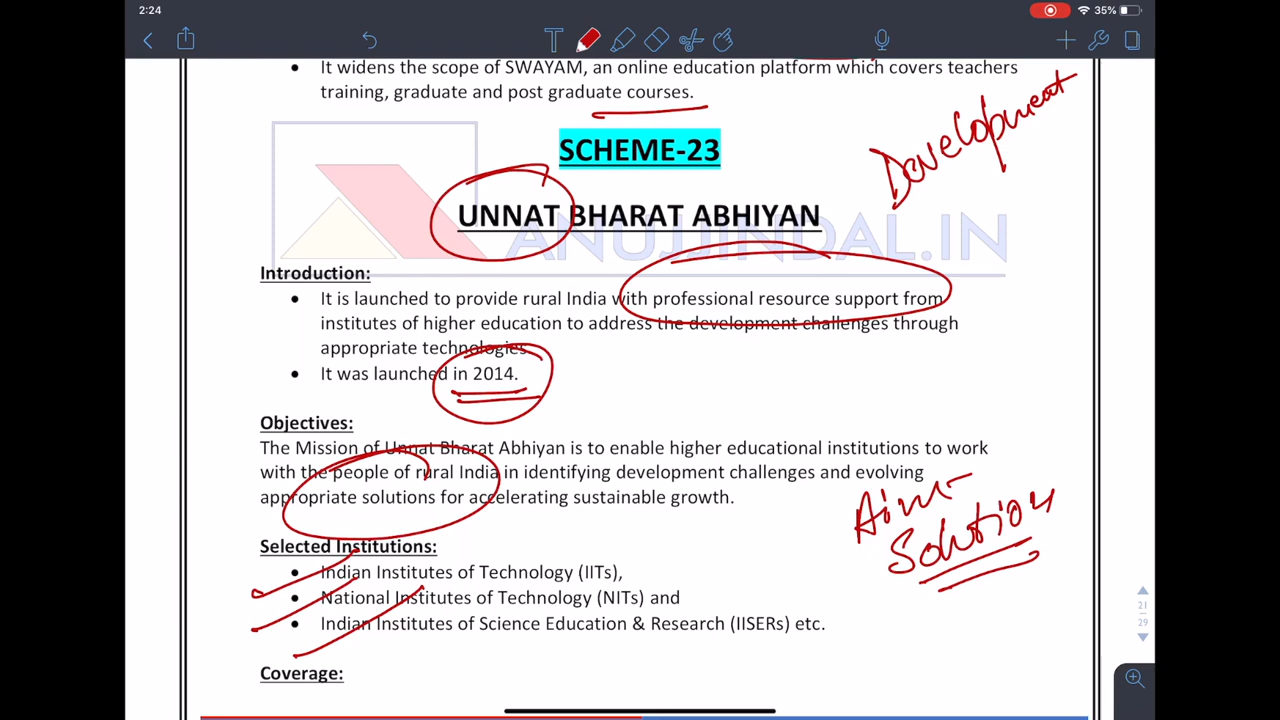 2:24
35%
It widens the scope of SWAYAM, an online education platform which covers teachers
training, graduate and post graduate courses.
Development
SCHEME-23
UNNAT BHARAT ABHIYAN
ANUJJINDAL.IN
Introduction:
It is launched to provide rural India with professional resource support from
institutes of higher education to address the development challenges through
appropriate technologies.
It was launched in 2014.
Objectives:
The Mission of Unnat Bharat Abhiyan is to enable higher educational institutions to work
with the people of rural India in identifying development challenges and evolving
appropriate solutions for accelerating sustainable growth.
Aim-
Solution
Selected Institutions:
Indian Institutes of Technology (IITs),
National Institutes of Technology (NITs) and
Indian Institutes of Science Education & Research (IISERs) etc.
21
29
Coverage: